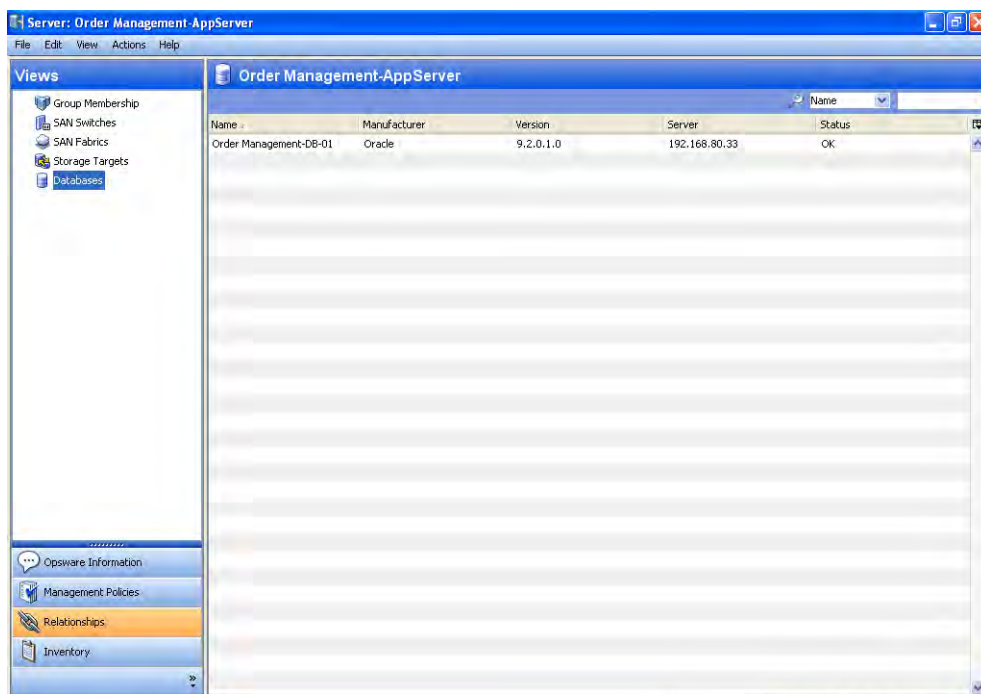 Server: Order Management-AppServer
File Edit View Actions Help
Views
Group Membership
SAN Switches
SAN Fabrics
Storage Targets
Databases
Opsware Information
Management Policies
Relationships
Inventory
Order Management-AppServer
Name
Name Manufacturer Version Server Status
Order Management-DB-01 Oracle 9.2.0.1.0 192.168.80.33 OK